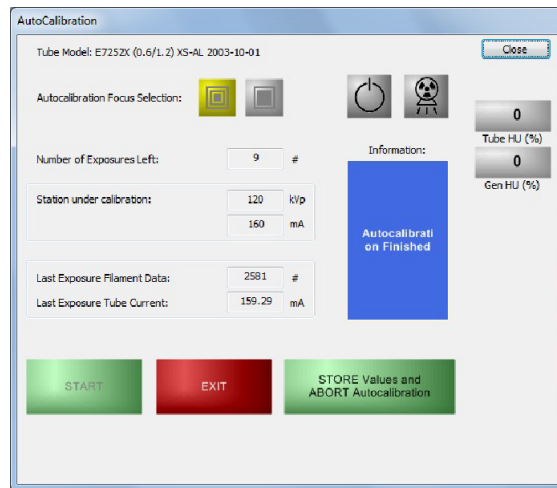 AutoCalibration
Tube Model: E7252X (0.6/1.2) XS-AL 2003-10-01
Close
Autocalibration Focus Selection:
0
Tube HU (%)
Number of Exposures Left:
9 #
Information:
0
Gen HU (%)
Station under calibration:
120 kVp
160 mA
Autocalibrati
on Finished
Last Exposure Filament Data:
2581 #
Last Exposure Tube Current:
159.29 mA
START
EXIT
STORE Values and
ABORT Autocalibration